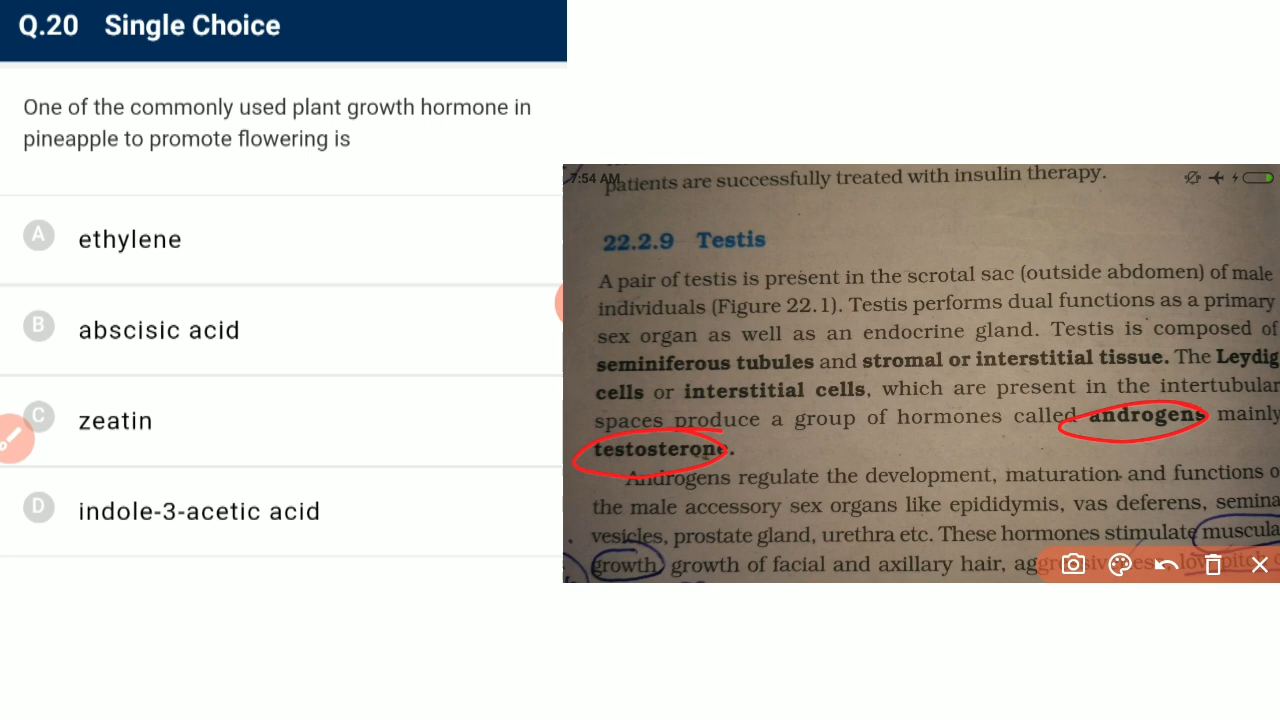 Q.20 Single Choice
One of the commonly used plant growth hormone in
pineapple to promote flowering is
A ethylene
B abscisic acid
C zeatin
D indole-3-acetic acid
7:54 AM
patients are successfully treated with insulin therapy.
22.2.9 Testis
A pair of testis is present in the scrotal sac (outside abdomen) of male
individuals (Figure 22.1). Testis performs dual functions as a primary
sex organ as well as an endocrine gland. Testis is composed of
seminiferous tubules and stromal or interstitial tissue. The Leydig
cells or interstitial cells, which are present in the intertubular
spaces produce a group of hormones called androgens mainly
testosterone.
Androgens regulate the development, maturation and functions o
the male accessory sex organs like epididymis, vas deferens, semina
vesicles, prostate gland, urethra etc. These hormones stimulate muscula
growth, growth of facial and axillary hair, aggressiveness, low pitch